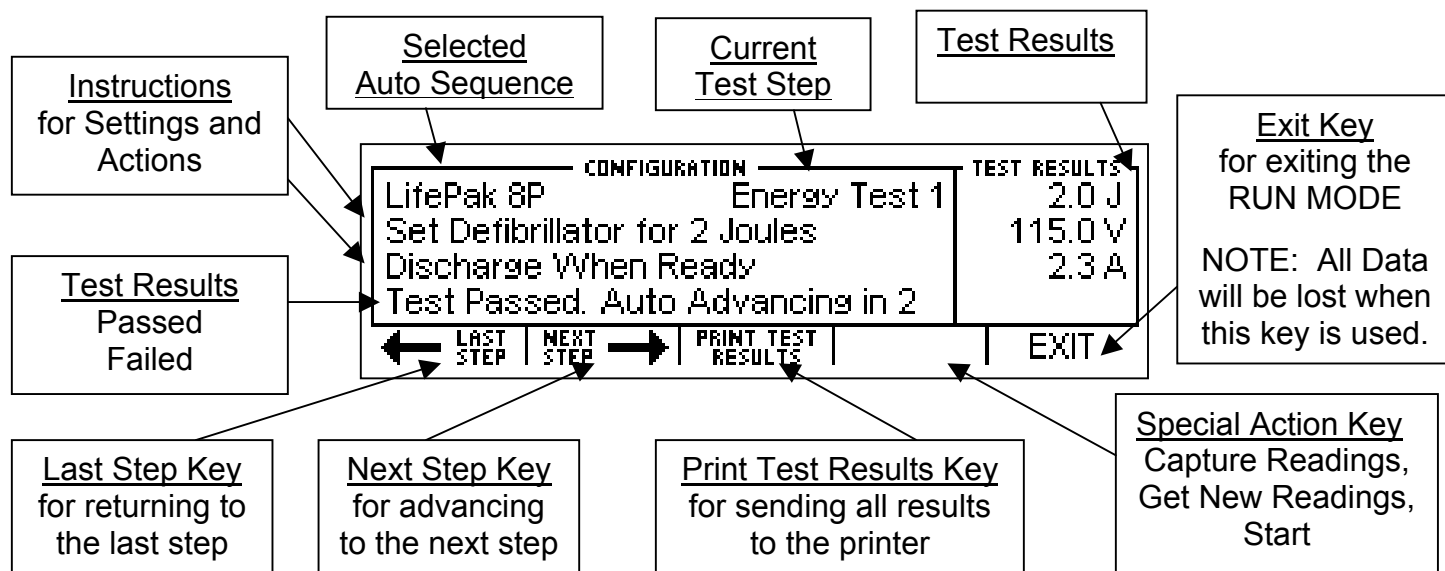 Selected
Auto Sequence
Current
Test Step
Test Results
Instructions
for Settings and
Actions
Exit Key
for exiting the
RUN MODE
NOTE: All Data
will be lost when
this key is used.
CONFIGURATION
TEST RESULTS
LifePak 8P Energy Test 1 2.0 J
Set Defibrillator for 2 Joules 115.0 V
Discharge When Ready 2.3 A
Test Passed. Auto Advancing in 2
LAST
STEP
NEXT
STEP
PRINT TEST
RESULTS
EXIT
Test Results
Passed
Failed
Last Step Key
for returning to
the last step
Next Step Key
for advancing
to the next step
Print Test Results Key
for sending all results
to the printer
Special Action Key
Capture Readings,
Get New Readings,
Start